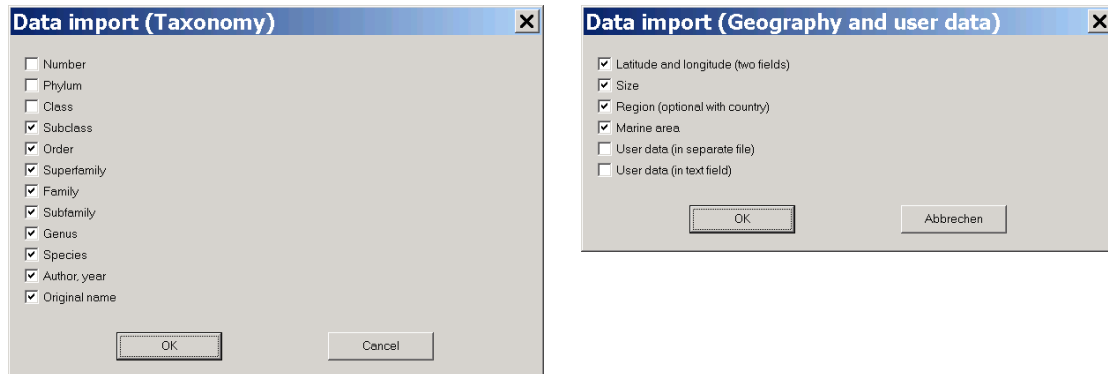 Data import (Taxonomy)
Number
Phylum
Class
Subclass
Order
Superfamily
Family
Subfamily
Genus
Species
Author, year
Original name
OK
Cancel
Data import (Geography and user data)
Latitude and longitude (two fields)
Size
Region (optional with country)
Marine area
User data (in separate file)
User data (in text field)
OK
Abbrechen